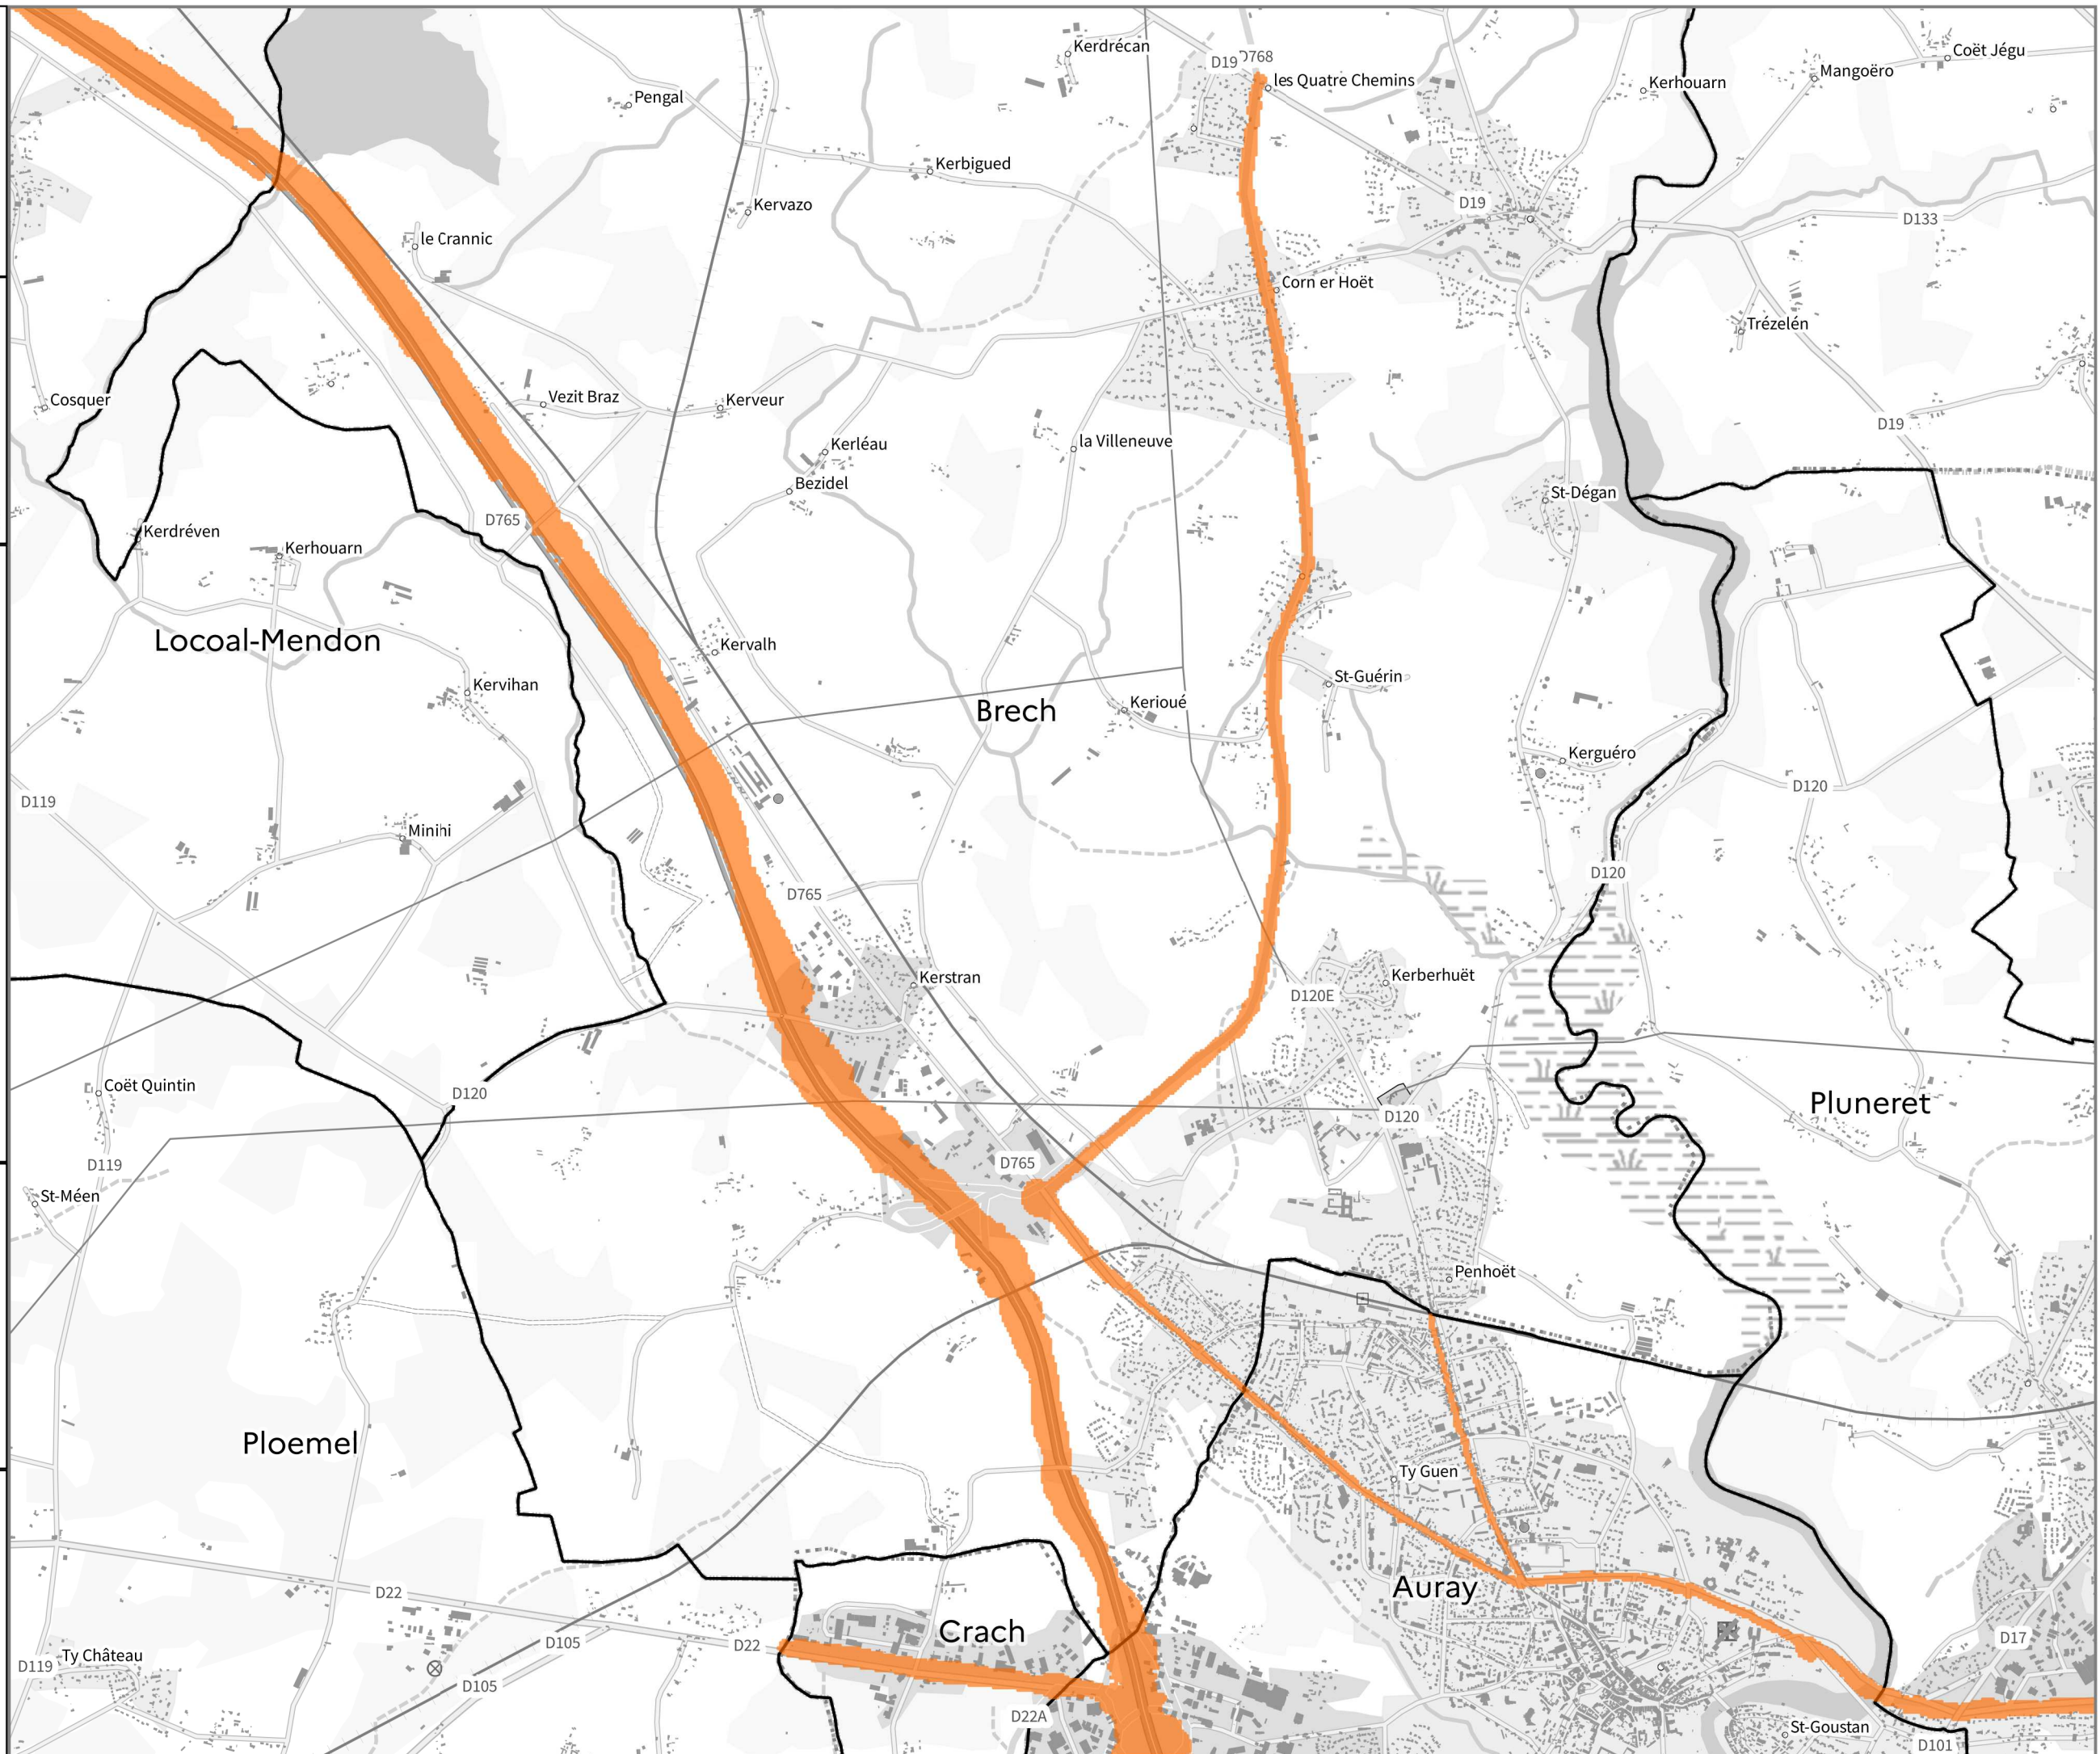 Kerdrécan
Coët Jégu
D19
D768
les Quatre Chemins
Mangoëro
Kerhouarn
Pengal
Kerbigued
Kervazo
D19
D133
le Crannic
Corn er Hoët
Trézelén
Cosquer
Vezit Braz
Kerveur
D19
Kerléau
la Villeneuve
Bezidel
St-Dégan
D765
Kerdréven
Kerhouarn
Locoal-Mendon
Kervalh
St-Guérin
Kervihan
Kerioué
Brech
Kerguéro
D119
D120
Minihi
D120
D765
Kerstran
Kerberhuët
D120E
Coët Quintin
D120
Pluneret
D120
D765
D119
St-Méen
Penhoët
Ploemel
Ty Guen
Auray
D22
Crach
D17
D105
D22
Ty Château
D119
D105
D22A
St-Goustan
D101